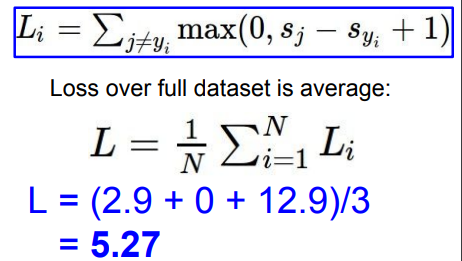 L_i = \sum_{j \neq y_i} \max(0, s_j - s_{y_i} + 1)
Loss over full dataset is average:
L = \frac{1}{N} \sum_{i=1}^{N} L_i
L = (2.9 + 0 + 12.9)/3
= 5.27